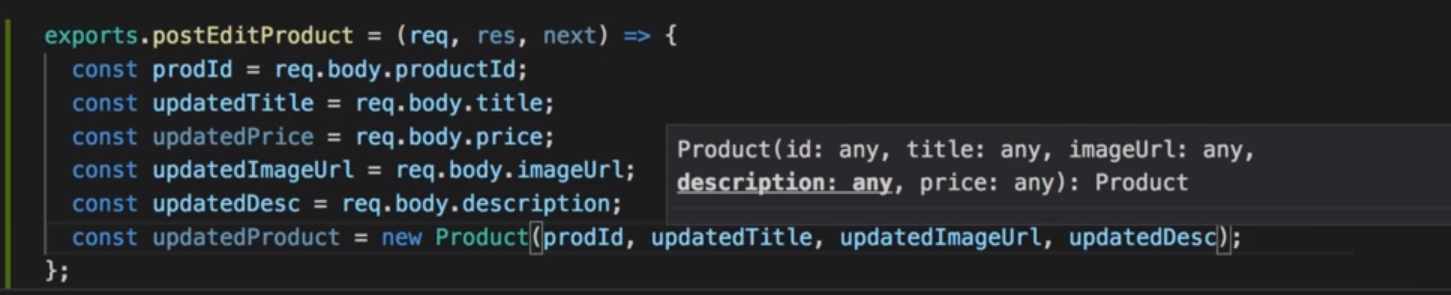 exports.postEditProduct = (req, res, next) => {
const prodId = req.body.productId;
const updatedTitle = req.body.title;
const updatedPrice = req.body.price;
const updatedImageUrl = req.body.imageUrl;
const updatedDesc = req.body.description;
Product(id: any, title: any, imageUrl: any,
description: any, price: any): Product
const updatedProduct = new Product(prodId, updatedTitle, updatedImageUrl, updatedDesc);
};